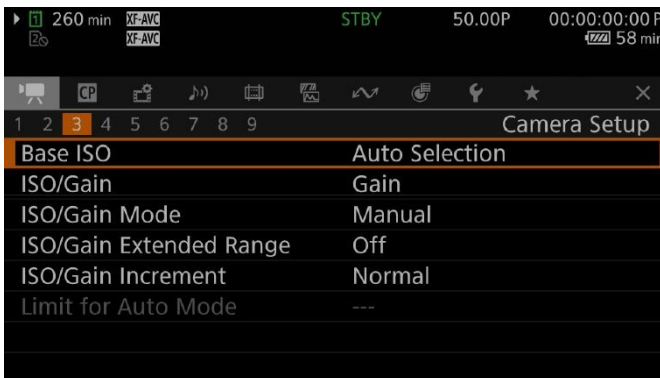 1 260 min XF-AVC STBY 50.00P 00:00:00:00 P
2 XF-AVC 58 min
CP
1 2 3 4 5 6 7 8 9 Camera Setup
Base ISO Auto Selection
ISO/Gain Gain
ISO/Gain Mode Manual
ISO/Gain Extended Range Off
ISO/Gain Increment Normal
Limit for Auto Mode ---